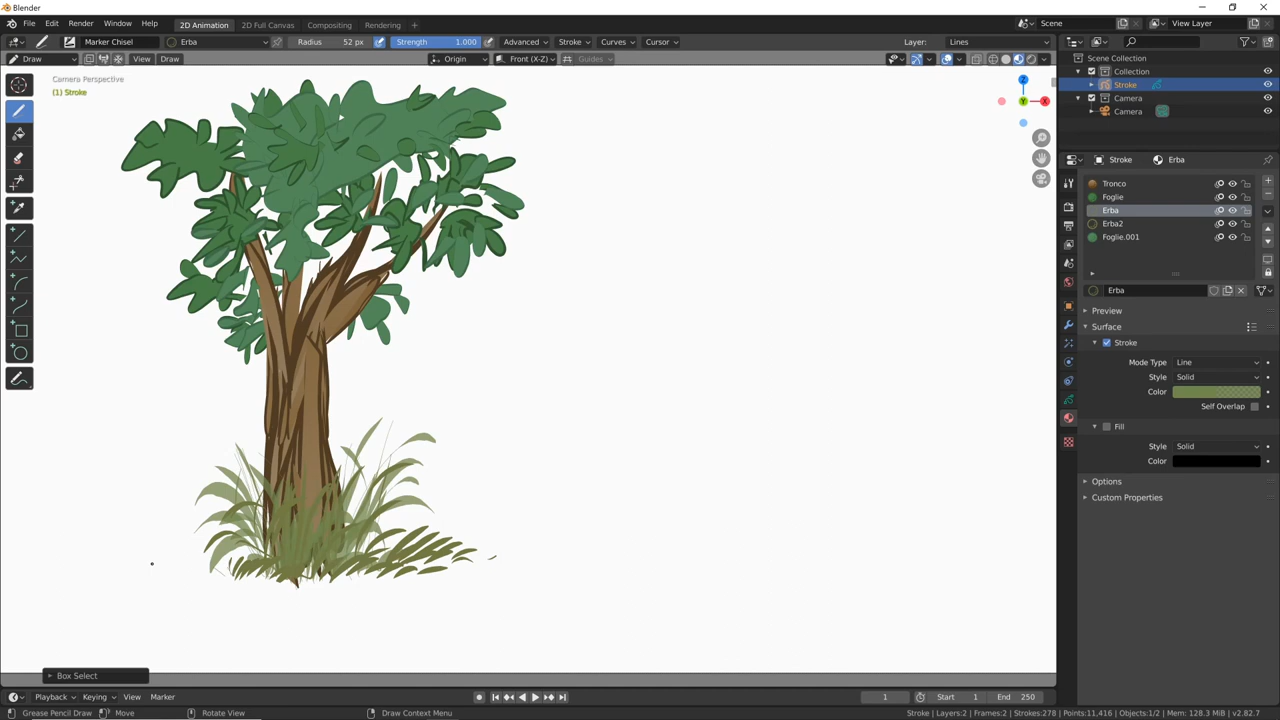 Blender
File Edit Render Window Help 2D Animation 2D Full Canvas Compositing Rendering + Scene View Layer
Marker Chisel Erba Radius 52 px Strength 1.000 Advanced Stroke Curves Cursor Layer: Lines
Draw View Draw Origin Front (X-Z) Guides
Camera Perspective
(1) Stroke
Z
Y
X
Scene Collection
Collection
Stroke
Camera
Camera
Stroke Erba
Tronco
Foglie
Erba
Erba2
Foglie.001
Erba
Preview
Surface
Stroke
Mode Type Line
Style Solid
Color
Self Overlap
Fill
Style Solid
Color
Options
Custom Properties
Box Select
Playback Keying View Marker 1 Start 1 End 250
Grease Pencil Draw Move Rotate View Draw Context Menu Stroke | Layers:2 | Frames:2 | Strokes:278 | Points:11,416 | Objects:1/2 | Mem: 128.3 MiB | v2.82.7